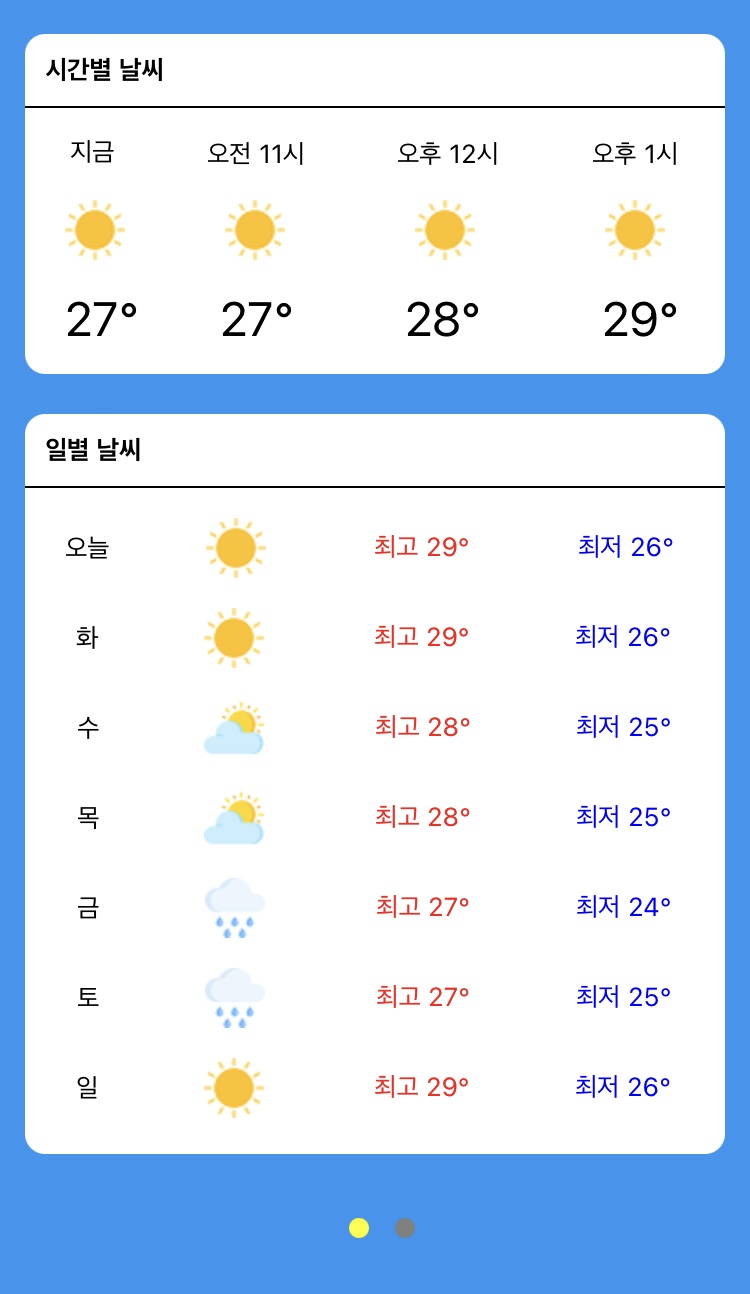 시간별 날씨
지금 오전 11시 오후 12시 오후 1시
27° 27° 28° 29°
일별 날씨
오늘 최고 29° 최저 26°
화 최고 29° 최저 26°
수 최고 28° 최저 25°
목 최고 28° 최저 25°
금 최고 27° 최저 24°
토 최고 27° 최저 25°
일 최고 29° 최저 26°